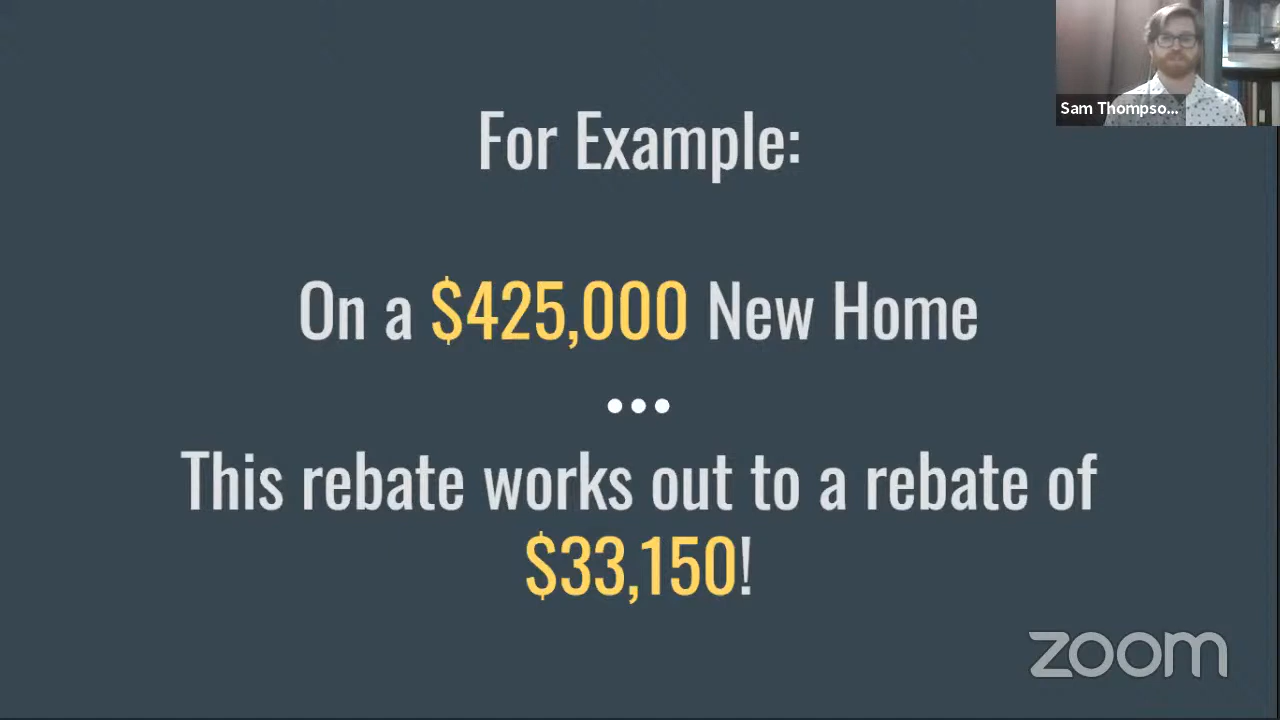 Sam Thompso...
For Example:
On a $425,000 New Home
This rebate works out to a rebate of
$33,150!
zoom